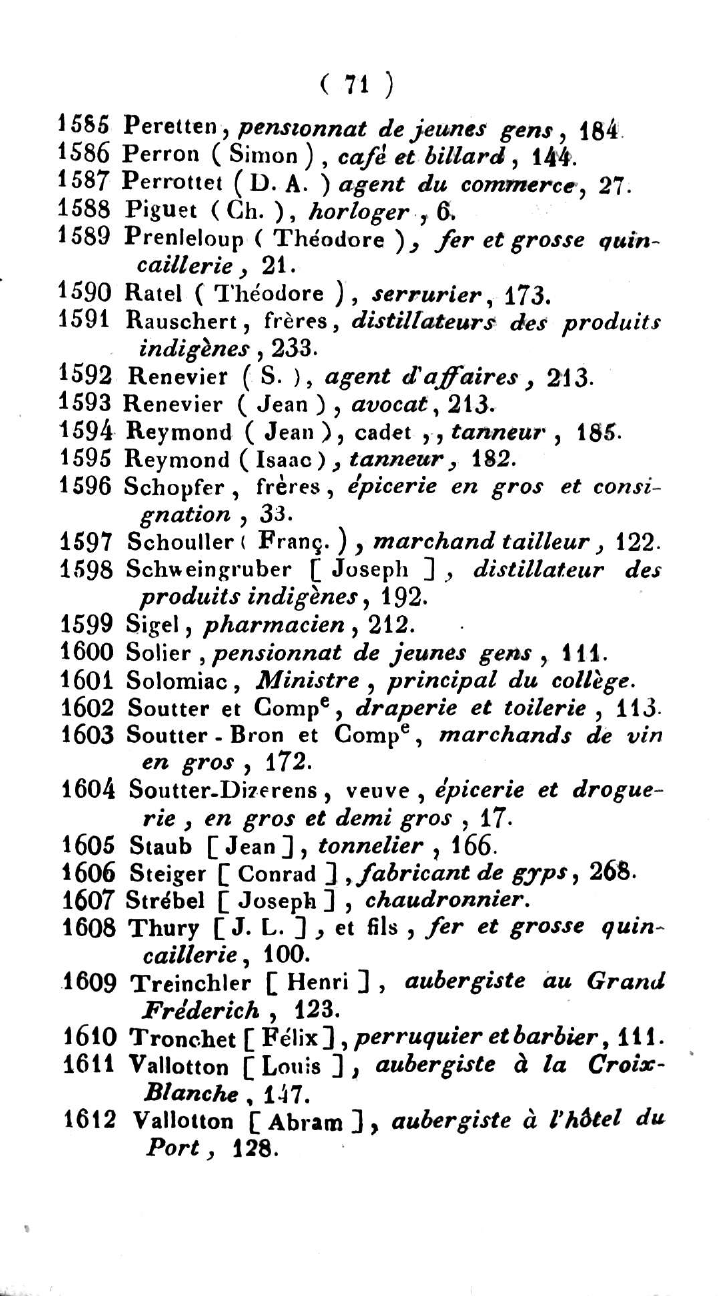 ( 71 )
1585 Peretten, pensionnat de jeunes gens, 184.
1586 Perron ( Simon ) , café et billard , 144.
1587 Perrottet ( D. A. ) agent du commerce, 27.
1588 Piguet ( Ch. ), horloger , 6.
1589 Prenleloup ( Théodore ), fer et grosse quin-
caillerie, 21.
1590 Ratel ( Théodore ) , serrurier, 173.
1591 Rauschert, frères, distillateurs des produits
indigènes , 233.
1592 Renevier ( S. ), agent d'affaires, 213.
1593 Renevier ( Jean ) , avocat, 213.
1594 Reymond ( Jean ), cadet , , tanneur , 185.
1595 Reymond ( Isaac ) , tanneur, 182.
1596 Schopfer , frères , épicerie en gros et consi-
gnation , 33.
1597 Schouller ( Franç. ) , marchand tailleur, 122.
1598 Schweingruber [ Joseph ] , distillateur des
produits indigènes, 192.
1599 Sigel , pharmacien , 212.
1600 Solier , pensionnat de jeunes gens , 111.
1601 Solomiac, Ministre , principal du collège.
1602 Soutter et Compe, draperie et toilerie , 113.
1603 Soutter - Bron et Compe, marchands de vin
en gros , 172.
1604 Soutter-Dizerens, veuve , épicerie et drogue-
rie , en gros et demi gros , 17.
1605 Staub [ Jean ] , tonnelier , 166.
1606 Steiger [ Conrad ] , fabricant de gyps, 268.
1607 Strébel [ Joseph ] , chaudronnier.
1608 Thury [ J. L. ] , et fils , fer et grosse quin-
caillerie, 100.
1609 Treinchler [ Henri ] , aubergiste au Grand
Fréderich , 123.
1610 Tronchet [ Félix ] , perruquier et barbier, 111.
1611 Vallotton [ Louis ] , aubergiste à la Croix-
Blanche , 147.
1612 Vallotton [ Abram ] , aubergiste à l'hôtel du
Port , 128.